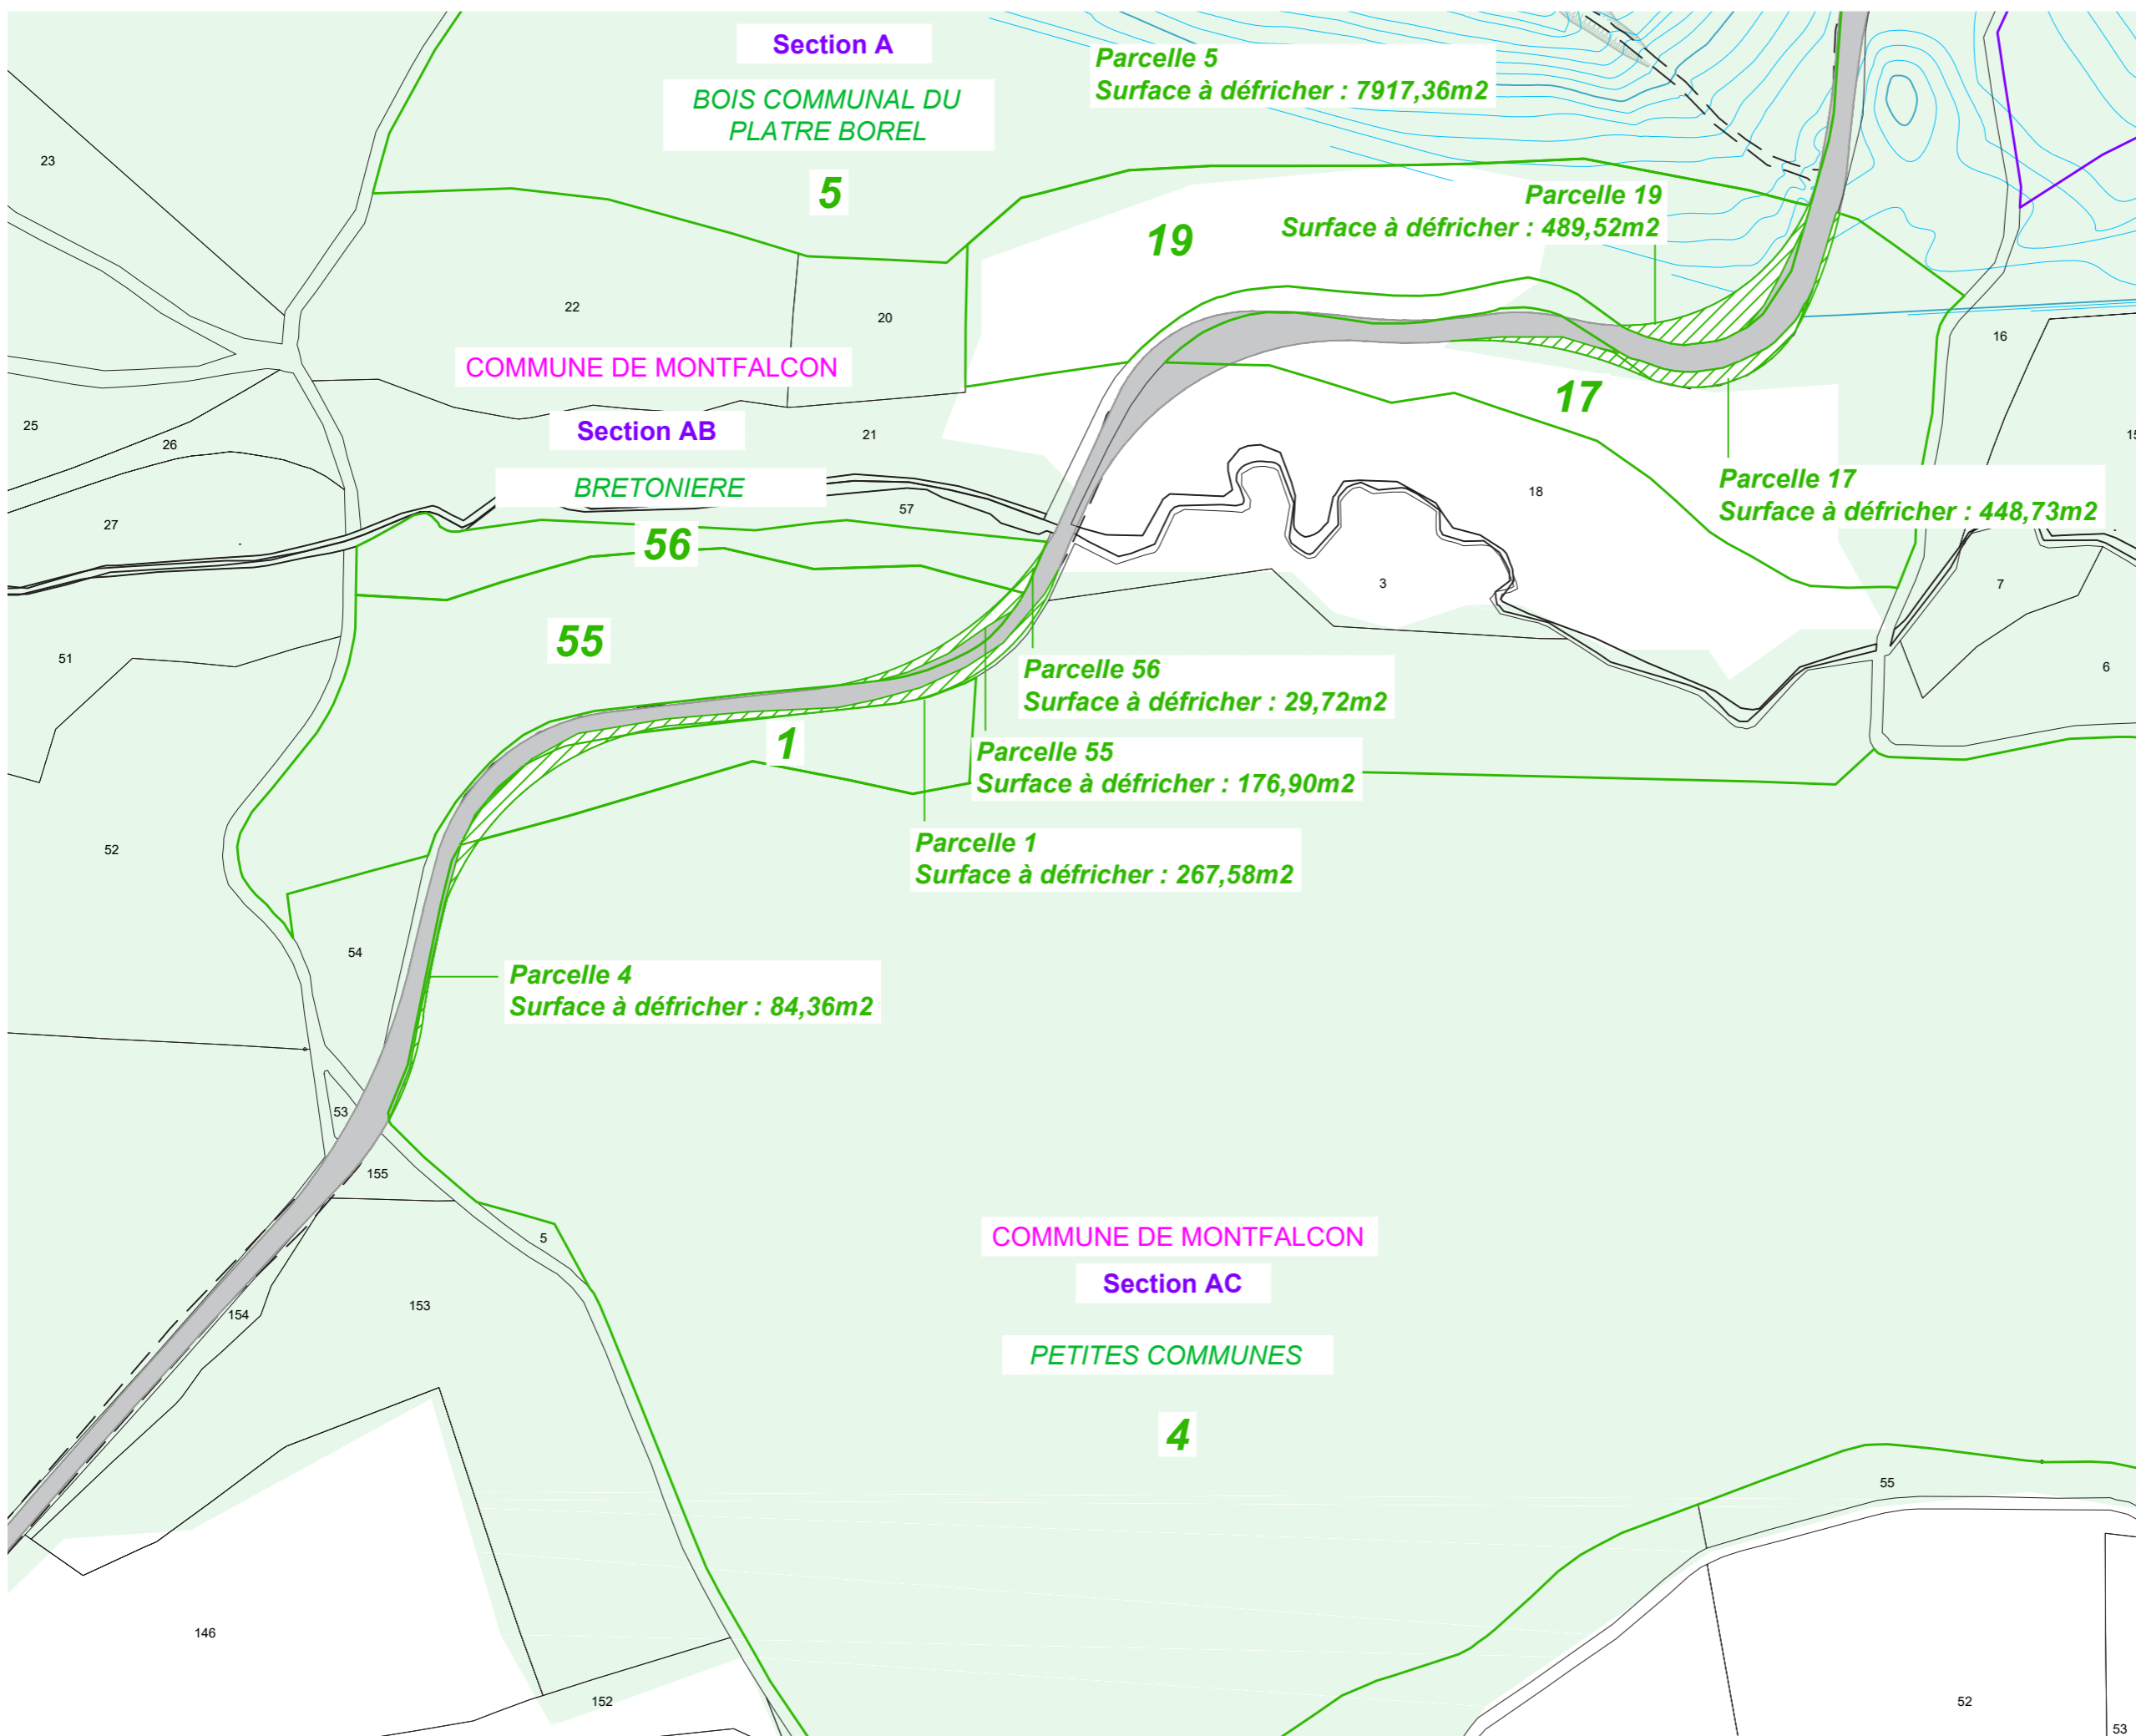 Section A
BOIS COMMUNAL DU
PLATRE BOREL
5
Parcelle 5
Surface à défricher : 7917,36m2
23
Parcelle 19
Surface à défricher : 489,52m2
19
22
20
16
COMMUNE DE MONTFALCON
17
25
26
Section AB
21
15
BRETONIERE
18
Parcelle 17
Surface à défricher : 448,73m2
57
27
56
3
7
55
51
6
Parcelle 56
Surface à défricher : 29,72m2
1
Parcelle 55
Surface à défricher : 176,90m2
52
Parcelle 1
Surface à défricher : 267,58m2
54
Parcelle 4
Surface à défricher : 84,36m2
53
155
5
COMMUNE DE MONTFALCON
Section AC
154
153
PETITES COMMUNES
4
55
146
152
52
53